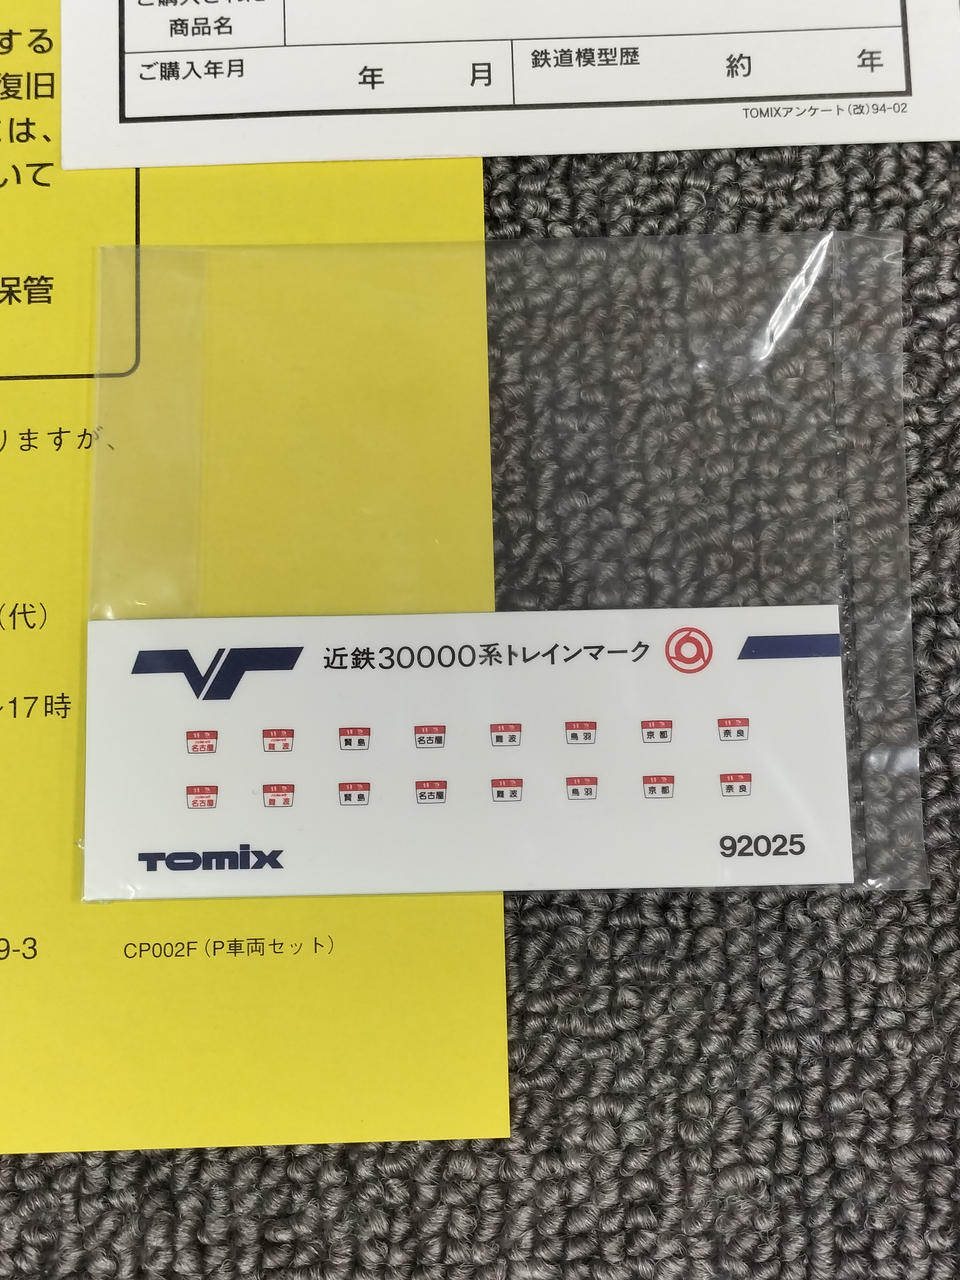 商品名
ご購入年月 年 月 鉄道模型歴 約 年
TOMIXアンケート(改)94-02
する
復旧
は、
いて
保管
りますが、
(代)
17時
近鉄30000系トレインマーク
名古屋 難波 賢島 名古屋 難波 鳥羽 京都 奈良
名古屋 難波 賢島 名古屋 難波 鳥羽 京都 奈良
TOMIX 92025
9-3 CP002F(P車両セット)